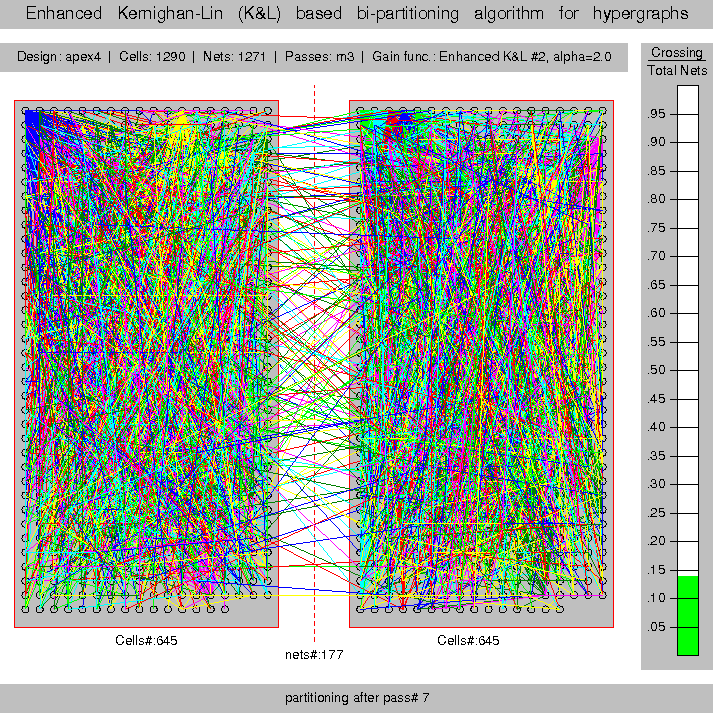 Enhanced Kernighan-Lin (K&L) based bi-partitioning algorithm for hypergraphs
Design: apex4 | Cells: 1290 | Nets: 1271 | Passes: m3 | Gain func.: Enhanced K&L #2, alpha=2.0
Crossing
Total Nets
.95
.90
.85
.80
.75
.70
.65
.60
.55
.50
.45
.40
.35
.30
.25
.20
.15
.10
.05
Cells#:645
Cells#:645
nets#:177
partitioning after pass# 7